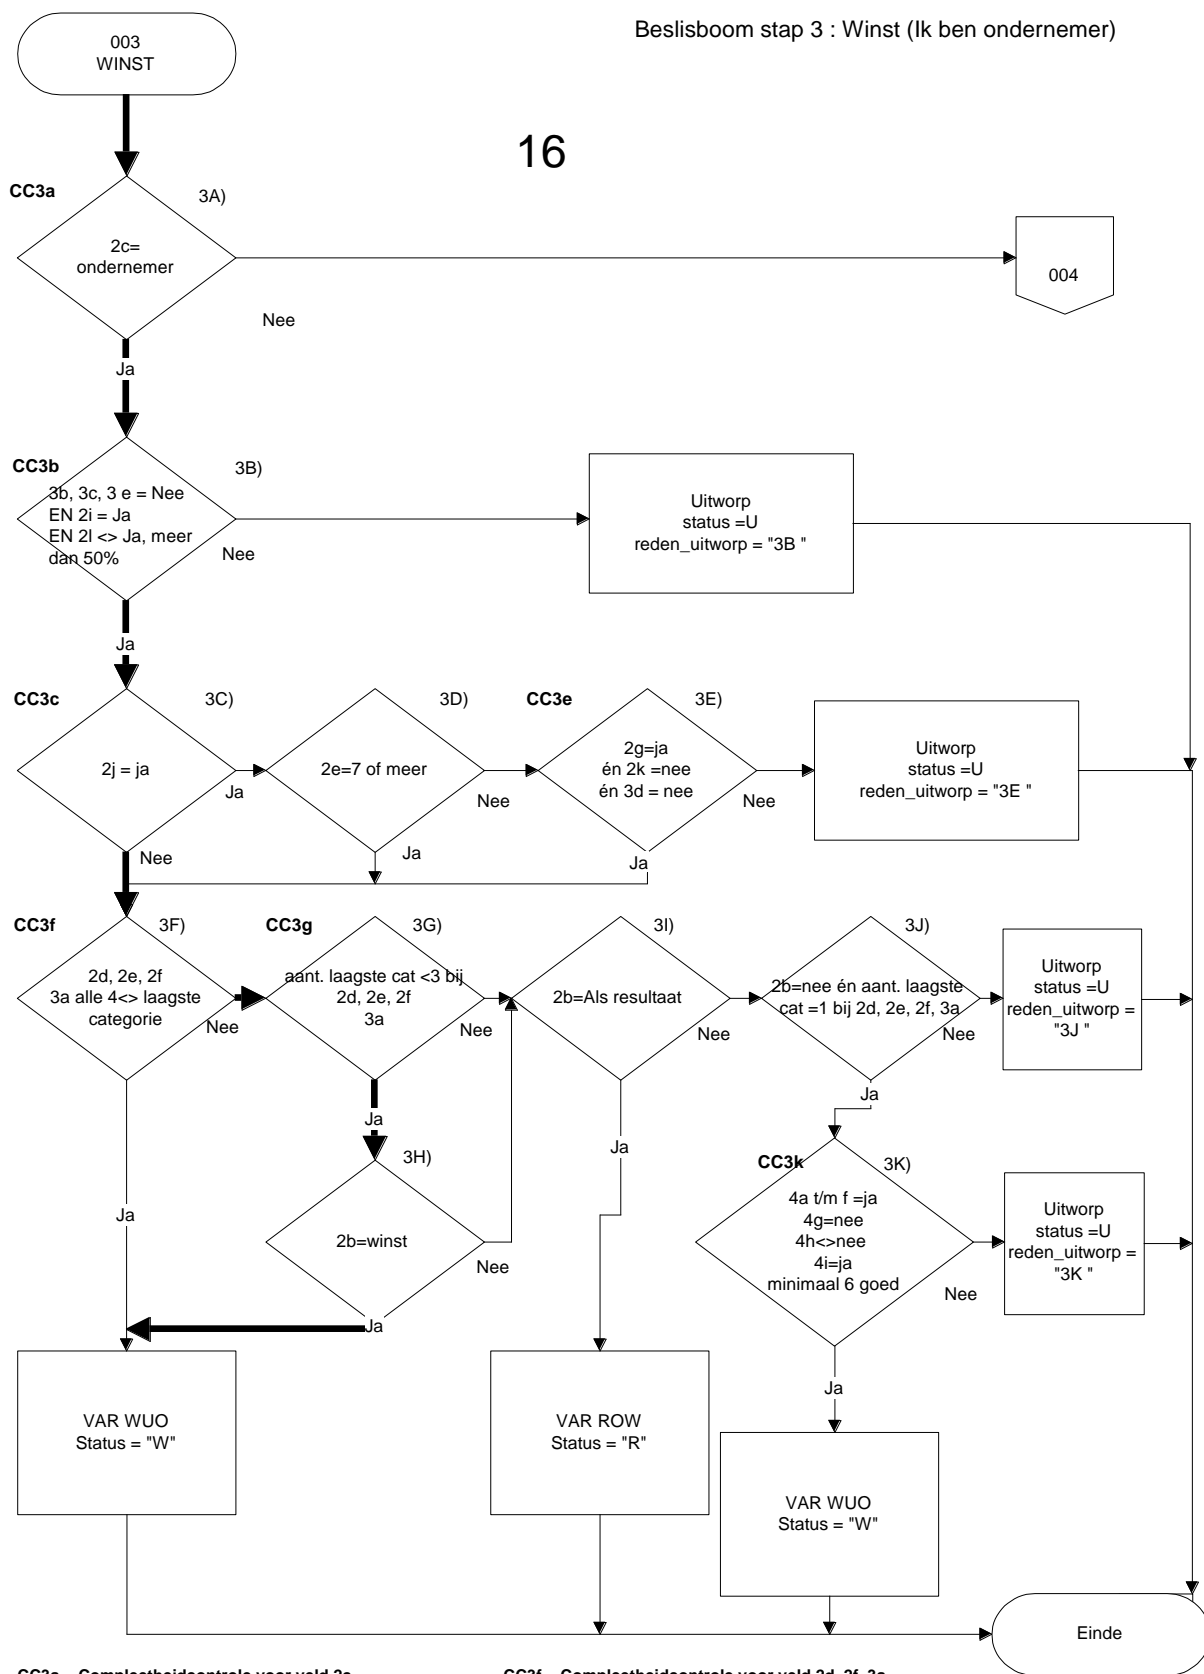 Beslisboom stap 3 : Winst (Ik ben ondernemer)
003
WINST
16
CC3a
3A)
2c=
ondernemer
004
Nee
Ja
CC3b
3B)
3b, 3c, 3 e = Nee
EN 2i = Ja
EN 2l <> Ja, meer
dan 50%
Nee
Uitworp
status =U
reden_uitworp = "3B "
Ja
CC3c
3C)
2j = ja
Ja
Nee
3D)
2e=7 of meer
Nee
Ja
CC3e
3E)
2g=ja
én 2k =nee
én 3d = nee
Nee
Ja
Uitworp
status =U
reden_uitworp = "3E "
CC3f
3F)
2d, 2e, 2f
3a alle 4<> laagste
categorie
Nee
Ja
CC3g
3G)
aant. laagste cat <3 bij
2d, 2e, 2f
3a
Nee
Ja
3I)
2b=Als resultaat
Nee
Ja
3J)
2b=nee én aant. laagste
cat =1 bij 2d, 2e, 2f, 3a
Nee
Ja
Uitworp
status =U
reden_uitworp =
"3J "
3H)
2b=winst
Nee
Ja
CC3k
3K)
4a t/m f =ja
4g=nee
4h<>nee
4i=ja
minimaal 6 goed
Nee
Ja
Uitworp
status =U
reden_uitworp =
"3K "
VAR WUO
Status = "W"
VAR ROW
Status = "R"
VAR WUO
Status = "W"
Einde